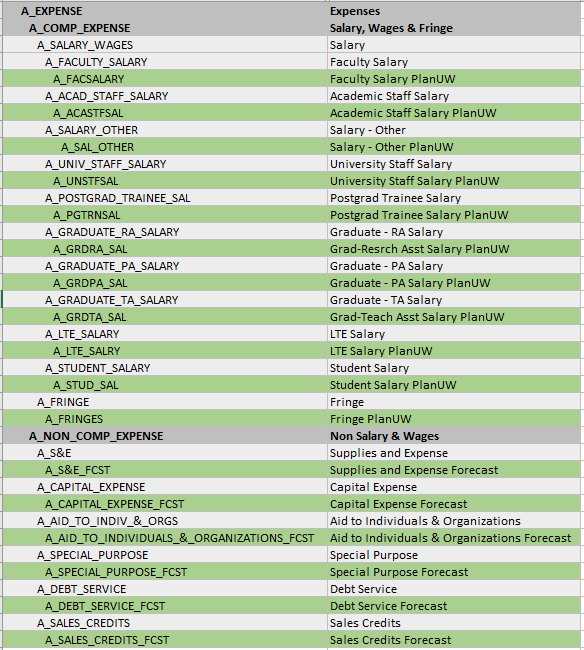 A_EXPENSE Expenses
A_COMP_EXPENSE Salary, Wages & Fringe
A_SALARY_WAGES Salary
A_FACULTY_SALARY Faculty Salary
A_FACSALARY Faculty Salary PlanUW
A_ACAD_STAFF_SALARY Academic Staff Salary
A_ACASTFSAL Academic Staff Salary PlanUW
A_SALARY_OTHER Salary - Other
A_SAL_OTHER Salary - Other PlanUW
A_UNIV_STAFF_SALARY University Staff Salary
A_UNSTFSAL University Staff Salary PlanUW
A_POSTGRAD_TRAINEE_SAL Postgrad Trainee Salary
A_PGTRNSAL Postgrad Trainee Salary PlanUW
A_GRADUATE_RA_SALARY Graduate - RA Salary
A_GRDRA_SAL Grad-Resrch Asst Salary PlanUW
A_GRADUATE_PA_SALARY Graduate - PA Salary
A_GRDPA_SAL Graduate - PA Salary PlanUW
A_GRADUATE_TA_SALARY Graduate - TA Salary
A_GRDTA_SAL Grad-Teach Asst Salary PlanUW
A_LTE_SALARY LTE Salary
A_LTE_SALRY LTE Salary PlanUW
A_STUDENT_SALARY Student Salary
A_STUD_SAL Student Salary PlanUW
A_FRINGE Fringe
A_FRINGES Fringe PlanUW
A_NON_COMP_EXPENSE Non Salary & Wages
A_S&E Supplies and Expense
A_S&E_FCST Supplies and Expense Forecast
A_CAPITAL_EXPENSE Capital Expense
A_CAPITAL_EXPENSE_FCST Capital Expense Forecast
A_AID_TO_INDIV_&_ORGS Aid to Individuals & Organizations
A_AID_TO_INDIVIDUALS_&_ORGANIZATIONS_FCST Aid to Individuals & Organizations Forecast
A_SPECIAL_PURPOSE Special Purpose
A_SPECIAL_PURPOSE_FCST Special Purpose Forecast
A_DEBT_SERVICE Debt Service
A_DEBT_SERVICE_FCST Debt Service Forecast
A_SALES_CREDITS Sales Credits
A_SALES_CREDITS_FCST Sales Credits Forecast